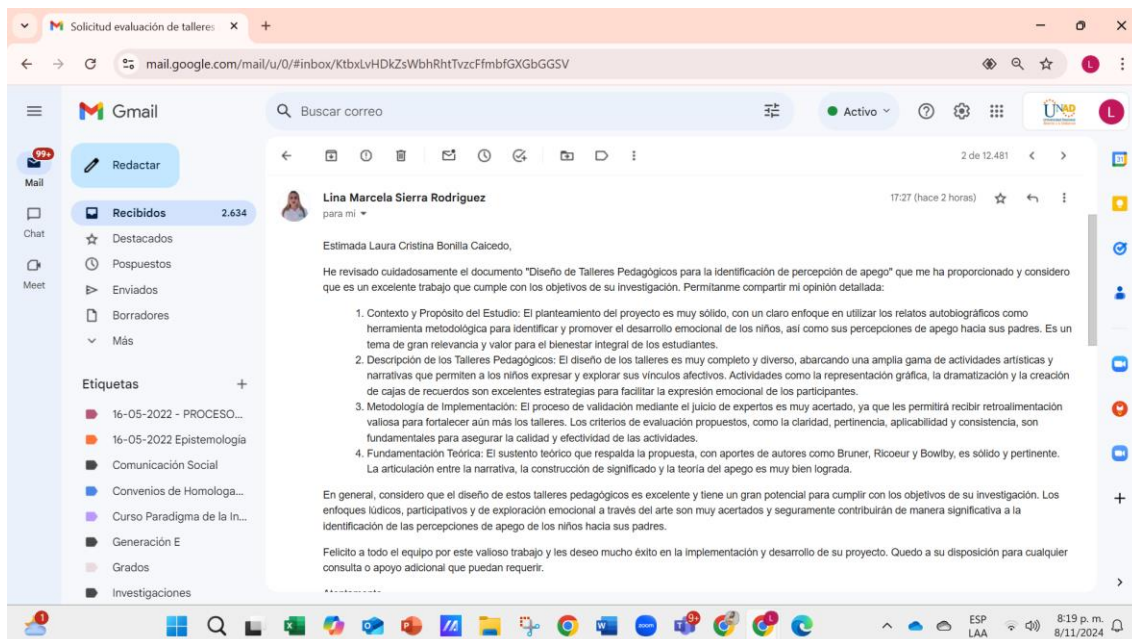 Solicitud evaluación de talleres
mail.google.com/mail/u/0/#inbox/KtbxLvHDkZsWbhRhtTvzcFfmbfGXGbGGSV
L
Gmail
Buscar correo
Activo
UNAD
L
99+
Mail
Redactar
2 de 12.481
31
Recibidos 2.634
Lina Marcela Sierra Rodriguez
17:27 (hace 2 horas)
para mí
Chat
Destacados
Pospuestos
Meet
Enviados
Borradores
Más
Etiquetas
16-05-2022 - PROCESO...
16-05-2022 Epistemología
Comunicación Social
Convenios de Homologa...
Curso Paradigma de la In...
Generación E
Grados
Investigaciones
Estimada Laura Cristina Bonilla Caicedo,
He revisado cuidadosamente el documento "Diseño de Talleres Pedagógicos para la identificación de percepción de apego" que me ha proporcionado y considero
que es un excelente trabajo que cumple con los objetivos de su investigación. Permítanme compartir mi opinión detallada:
1. Contexto y Propósito del Estudio: El planteamiento del proyecto es muy sólido, con un claro enfoque en utilizar los relatos autobiográficos como
herramienta metodológica para identificar y promover el desarrollo emocional de los niños, así como sus percepciones de apego hacia sus padres. Es un
tema de gran relevancia y valor para el bienestar integral de los estudiantes.
2. Descripción de los Talleres Pedagógicos: El diseño de los talleres es muy completo y diverso, abarcando una amplia gama de actividades artísticas y
narrativas que permiten a los niños expresar y explorar sus vínculos afectivos. Actividades como la representación gráfica, la dramatización y la creación
de cajas de recuerdos son excelentes estrategias para facilitar la expresión emocional de los participantes.
3. Metodología de Implementación: El proceso de validación mediante el juicio de expertos es muy acertado, ya que les permitirá recibir retroalimentación
valiosa para fortalecer aún más los talleres. Los criterios de evaluación propuestos, como la claridad, pertinencia, aplicabilidad y consistencia, son
fundamentales para asegurar la calidad y efectividad de las actividades.
4. Fundamentación Teórica: El sustento teórico que respalda la propuesta, con aportes de autores como Bruner, Ricoeur y Bowlby, es sólido y pertinente.
La articulación entre la narrativa, la construcción de significado y la teoría del apego es muy bien lograda.
En general, considero que el diseño de estos talleres pedagógicos es excelente y tiene un gran potencial para cumplir con los objetivos de su investigación. Los
enfoques lúdicos, participativos y de exploración emocional a través del arte son muy acertados y seguramente contribuirán de manera significativa a la
identificación de las percepciones de apego de los niños hacia sus padres.
Felicito a todo el equipo por este valioso trabajo y les deseo mucho éxito en la implementación y desarrollo de su proyecto. Quedo a su disposición para cualquier
consulta o apoyo adicional que puedan requerir.
ESP
LAA
8:19 p. m.
8/11/2024